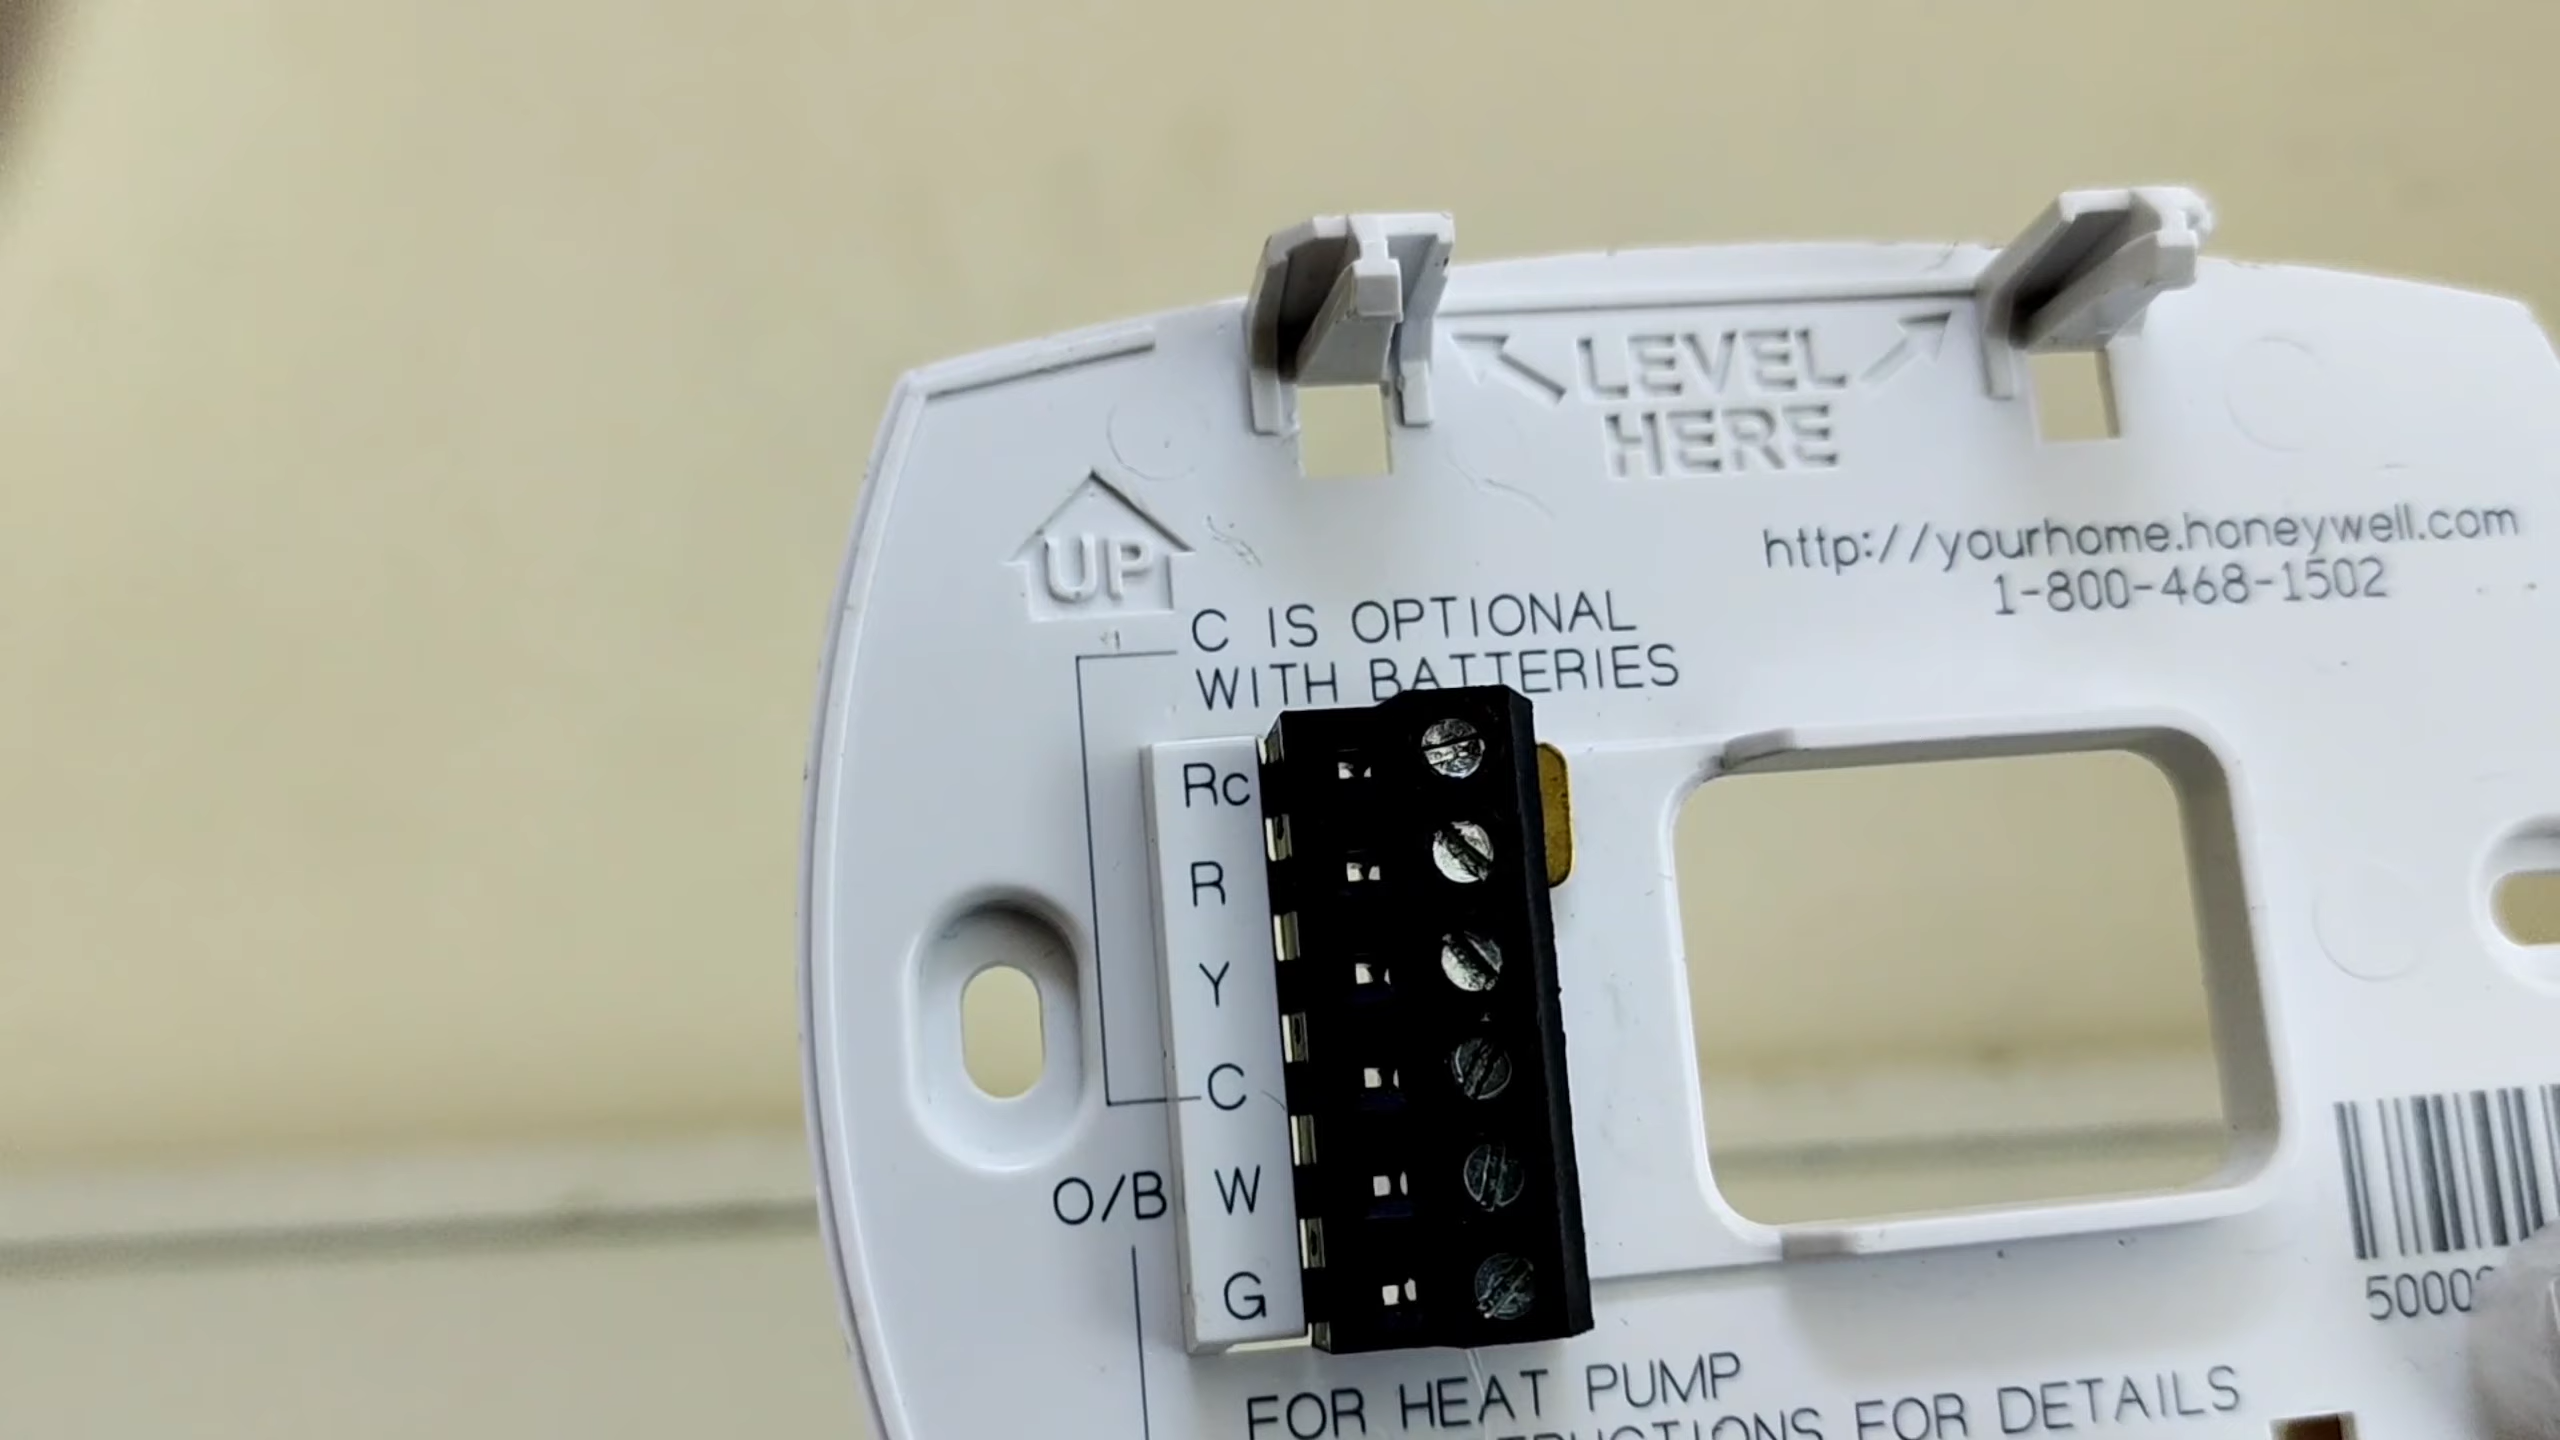 LEVEL
HERE
UP
http://yourhome.honeywell.com
1-800-468-1502
C IS OPTIONAL
WITH BATTERIES
Rc
R
Y
C
O/B W
G
FOR HEAT PUMP
FOR DETAILS